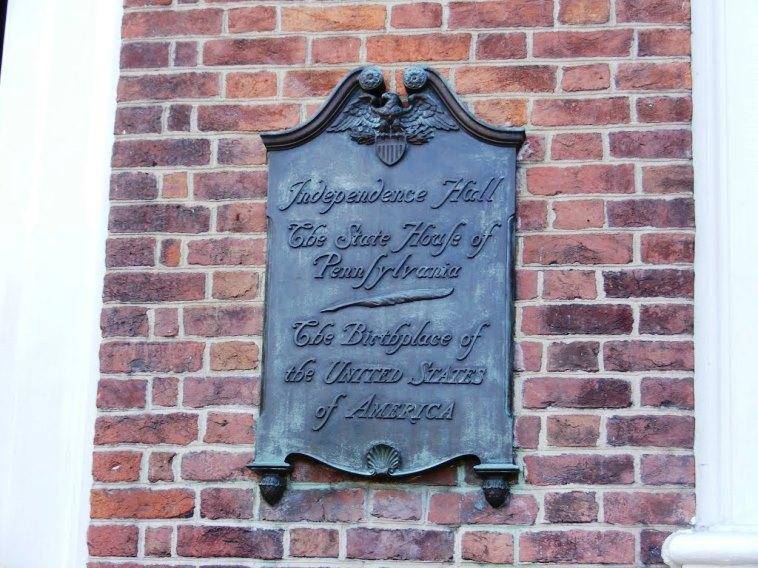 Independence Hall
The State Houſe of
Pennſylvania
The Birthplace of
the UNITED STATES
of AMERICA